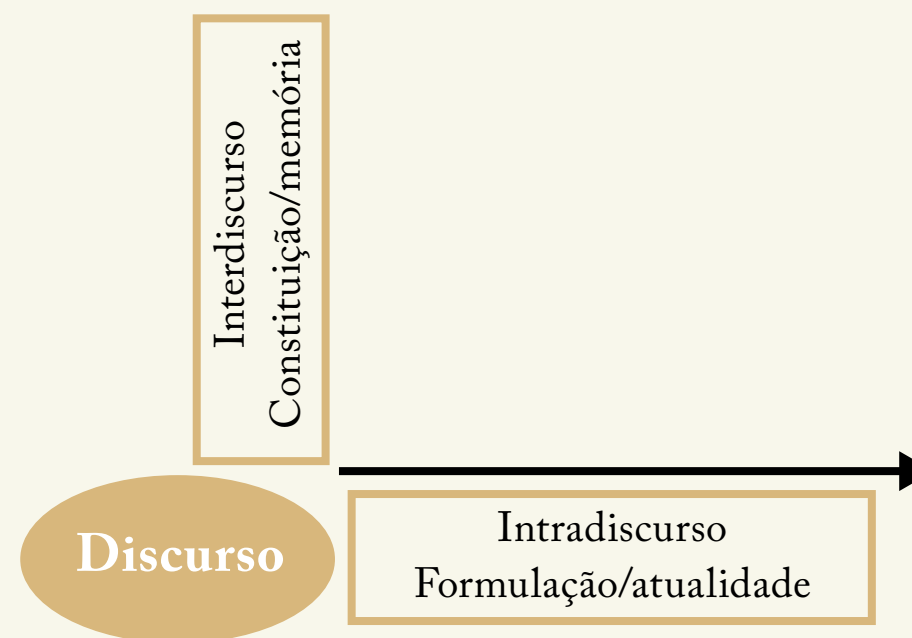 Interdiscurso
Constituição/memória
Discurso
Intradiscurso
Formulação/atualidade